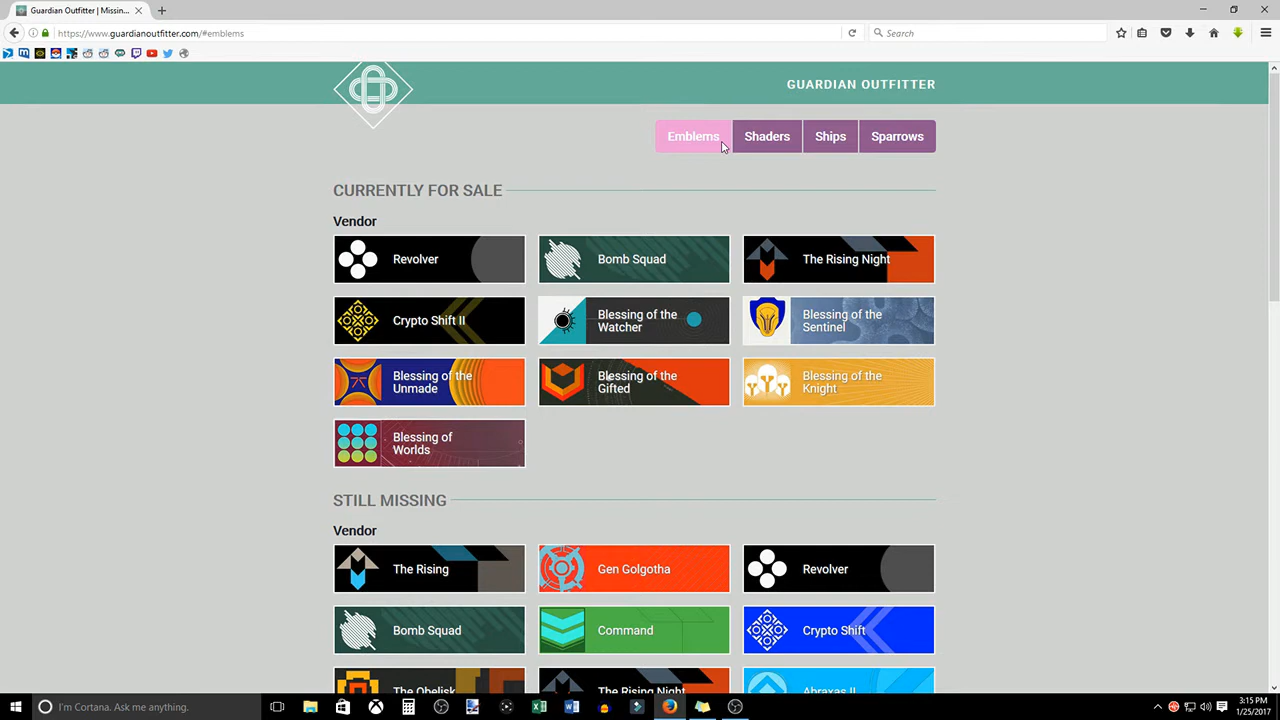 Guardian Outfitter | Missin...
https://www.guardianoutfitter.com/#emblems
Search
GUARDIAN OUTFITTER
Emblems
Shaders
Ships
Sparrows
CURRENTLY FOR SALE
Vendor
Revolver
Bomb Squad
The Rising Night
Crypto Shift II
Blessing of the
Watcher
Blessing of the
Sentinel
Blessing of the
Unmade
Blessing of the
Gifted
Blessing of the
Knight
Blessing of
Worlds
STILL MISSING
Vendor
The Rising
Gen Golgotha
Revolver
Bomb Squad
Command
Crypto Shift
The Obelisk
The Rising Night
Abraxas II
I'm Cortana. Ask me anything.
3:15 PM
1/25/2017